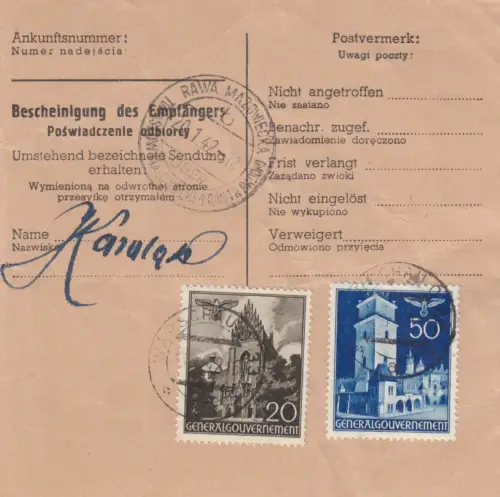 Ankunftsnummer:
Numer nadejścia
Postvermerk:
Uwagi poczty:
Bescheinigung des Empfängers
Poświadczenie odbiorcy
Umstehend bezeichnete Sendung
erhalten
Wymienioną na odwrotnej stronie
przesyłkę otrzymałem
Name
Nazwisko
Nicht angetroffen
Nie zastano
Benachr. zugef.
Zawiadomienie doręczono
Frist verlangt
Zażądano zwłoki
Nicht eingelöst
Nie wykupiono
Verweigert
Odmówiono przyjęcia
RAWA MAZOWIECKA
1.42
20
GENERALGOUVERNEMENT
50
GENERALGOUVERNEMENT